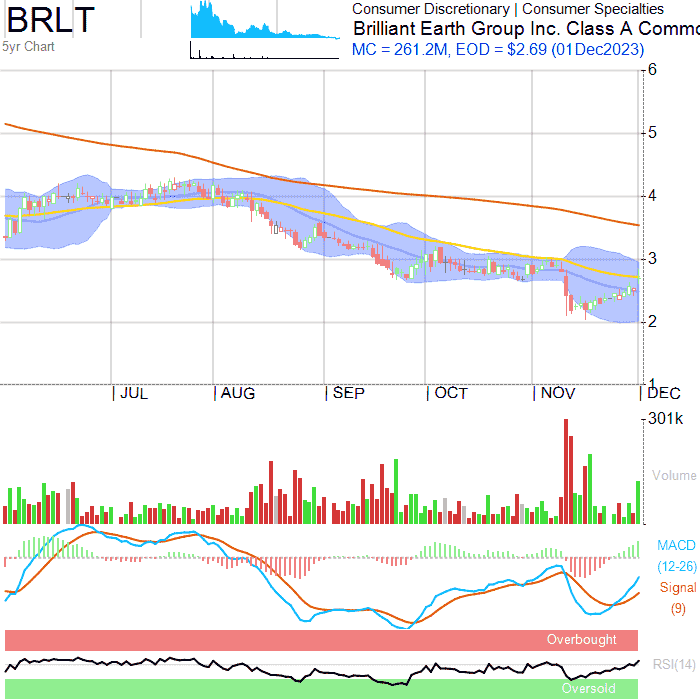 BRLT
5yr Chart
Consumer Discretionary | Consumer Specialties
Brilliant Earth Group Inc. Class A Commo
MC = 261.2M, EOD = $2.69 (01Dec2023)
6
5
4
3
2
1
JUL AUG SEP OCT NOV DEC
301k
Volume
MACD
(12-26)
Signal
(9)
Overbought
RSI(14)
Oversold